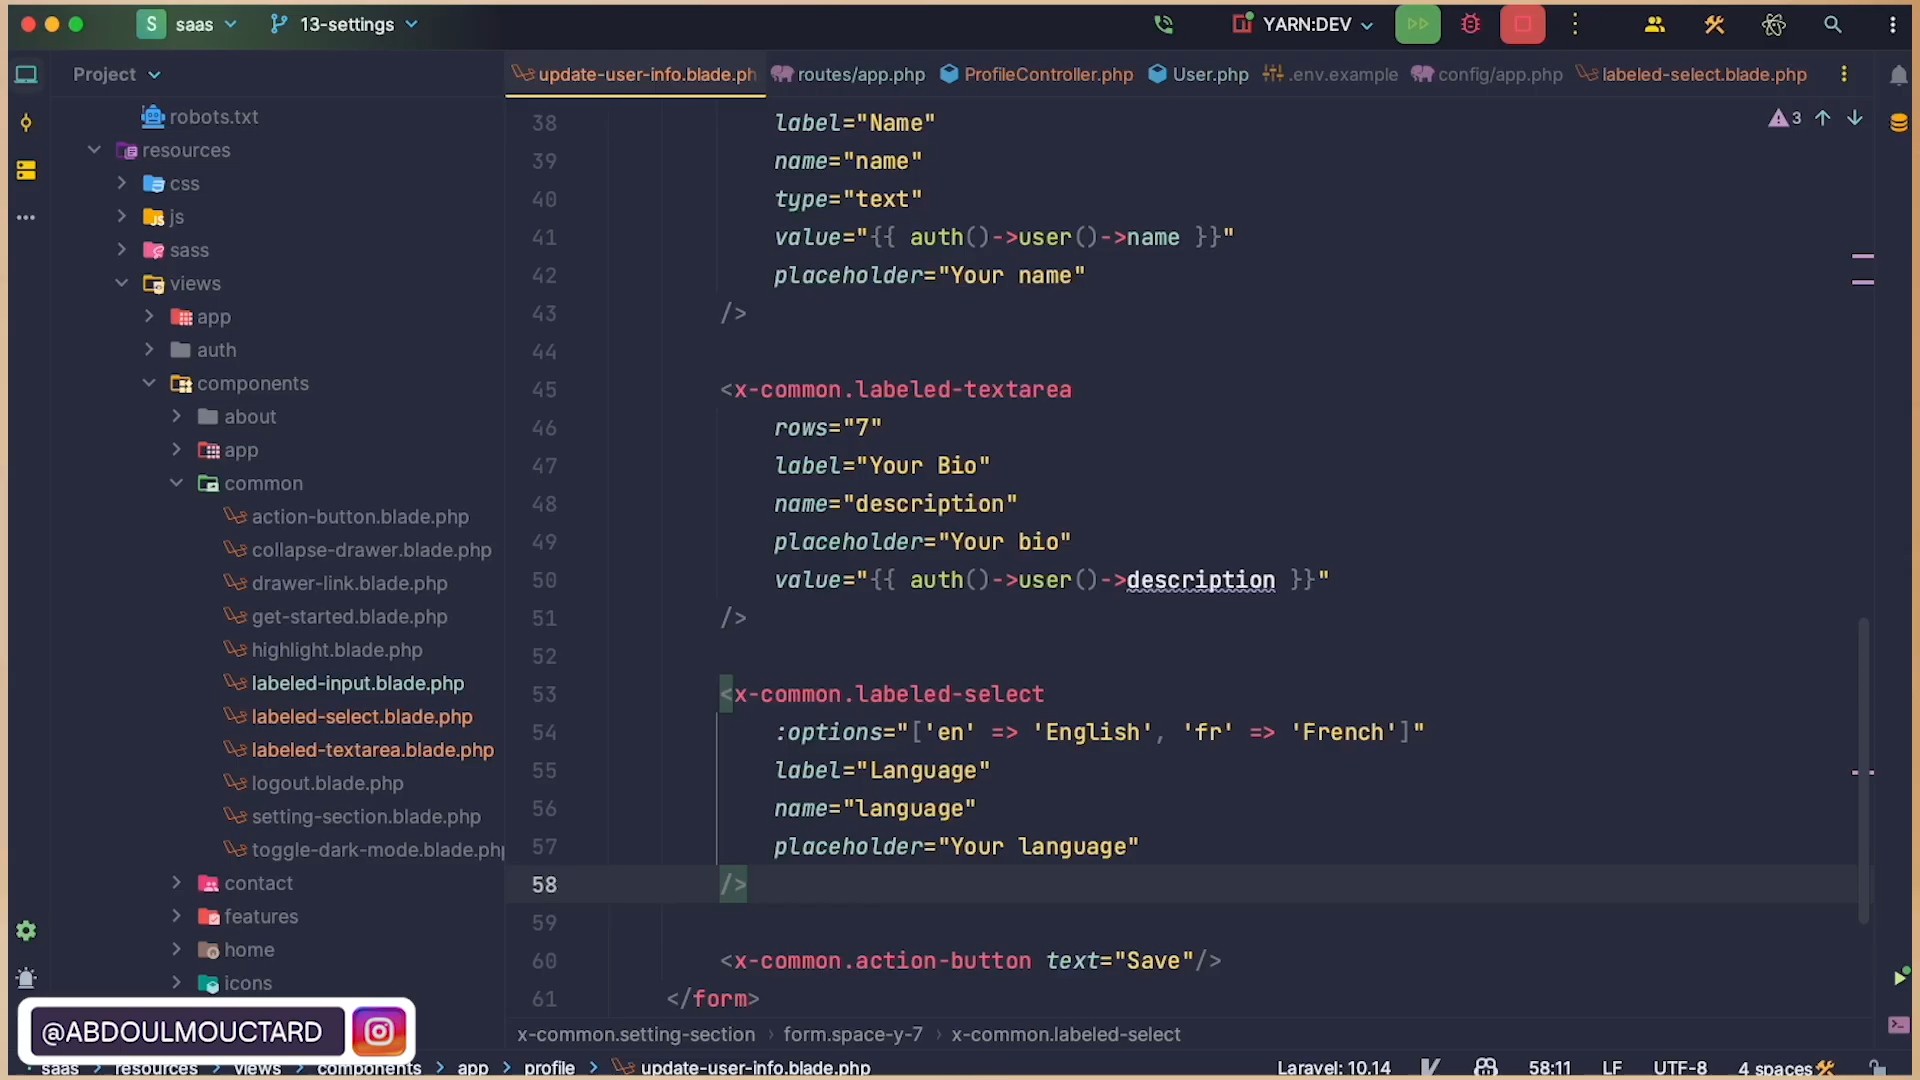 S saas 13-settings YARN:DEV
Project
update-user-info.blade.ph routes/app.php ProfileController.php User.php .env.example config/app.php labeled-select.blade.php
robots.txt
resources
css
js
sass
views
app
auth
components
about
app
common
action-button.blade.php
collapse-drawer.blade.php
drawer-link.blade.php
get-started.blade.php
highlight.blade.php
labeled-input.blade.php
labeled-select.blade.php
labeled-textarea.blade.php
logout.blade.php
setting-section.blade.php
toggle-dark-mode.blade.php
contact
features
home
icons
3
38 label="Name"
39 name="name"
40 type="text"
41 value="{{ auth()->user()->name }}"
42 placeholder="Your name"
43 />
44
45 <x-common.labeled-textarea
46 rows="7"
47 label="Your Bio"
48 name="description"
49 placeholder="Your bio"
50 value="{{ auth()->user()->description }}"
51 />
52
53 <x-common.labeled-select
54 :options="['en' => 'English', 'fr' => 'French']"
55 label="Language"
56 name="language"
57 placeholder="Your language"
58 />
59
60 <x-common.action-button text="Save"/>
61 </form>
@ABDOULMOUCTARD
x-common.setting-section › form.space-y-7 › x-common.labeled-select
saas > resources > views > components > app > profile > update-user-info.blade.php
Laravel: 10.14 58:11 LF UTF-8 4 spaces